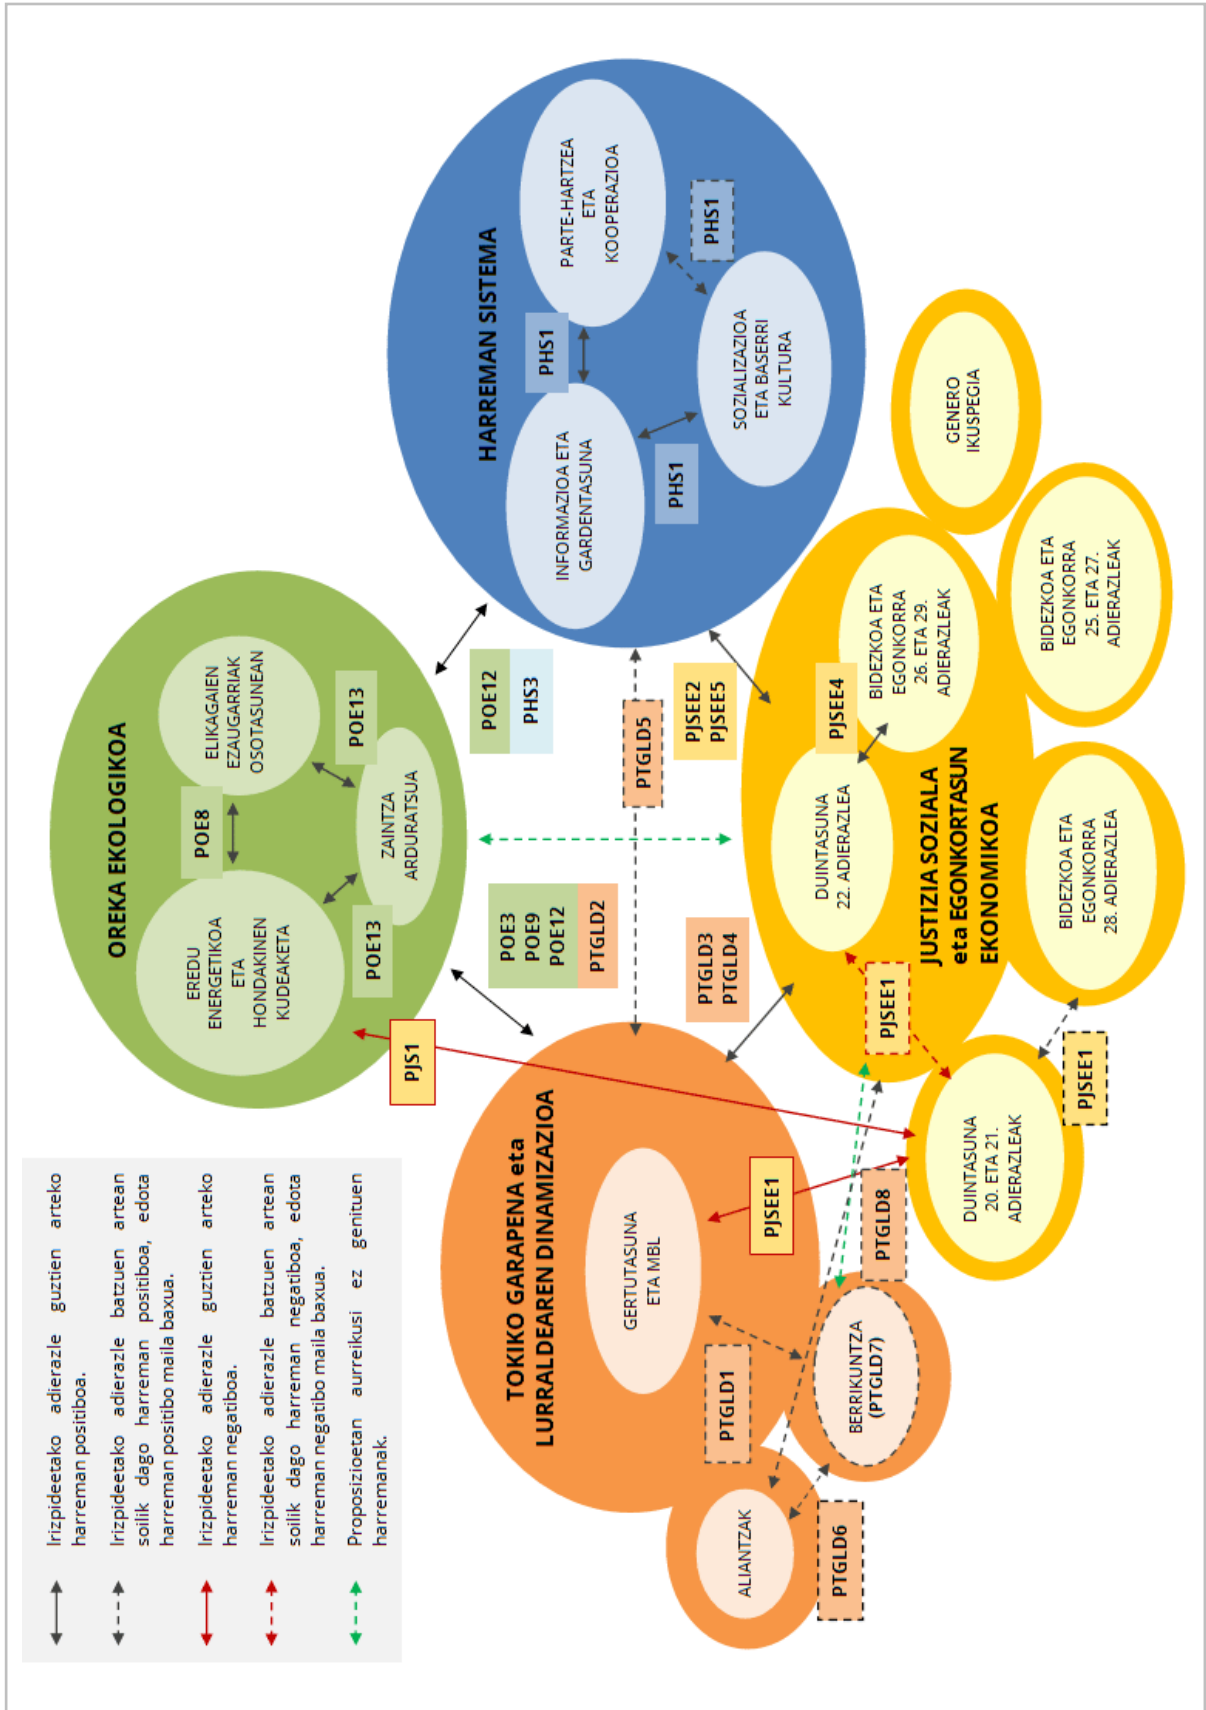 Irizpideetako adierazle guztien arteko
harreman positiboa.
Irizpideetako adierazle batzuen artean
soilik dago harreman positiboa, edota
harreman positibo maila baxua.
Irizpideetako adierazle guztien arteko
harreman negatiboa.
Irizpideetako adierazle batzuen artean
soilik dago harreman negatiboa, edota
harreman negatibo maila baxua.
Proposizioetan aurreikusi ez genituen
harremanak.
OREKA EKOLOGIKOA
EREDU
ENERGETIKOA
ETA
HONDAKINEN
KUDEAKETA
POE8
ELIKAGAIEN
EZAUGARRIAK
OSOTASUNEAN
POE13
POE13
ZAINTZA
ARDURATSUA
PJS1
POE3
POE9
POE12
PTGLD2
POE12
PHS3
HARREMAN SISTEMA
INFORMAZIOA ETA
GARDENTASUNA
PHS1
PARTE-HARTZEA
ETA
KOOPERAZIOA
PHS1
PHS1
SOZIALIZAZIOA
ETA BASERRI
KULTURA
TOKIKO GARAPENA eta
LURRALDEAREN DINAMIZAZIOA
GERTUTASUNA
ETA MBL
PTGLD5
PTGLD3
PTGLD4
PJSEE2
PJSEE5
PTGLD1
PJSEE1
ALIANTZAK
PTGLD6
BERRIKUNTZA
(PTGLD7)
PTGLD8
JUSTIZIA SOZIALA
eta EGONKORTASUN
EKONOMIKOA
DUINTASUNA
22. ADIERAZLEA
PJSEE4
BIDEZKOA ETA
EGONKORRA
26. ETA 29.
ADIERAZLEAK
PJSEE1
DUINTASUNA
20. ETA 21.
ADIERAZLEAK
PJSEE1
BIDEZKOA ETA
EGONKORRA
28. ADIERAZLEA
BIDEZKOA ETA
EGONKORRA
25. ETA 27.
ADIERAZLEAK
GENERO
IKUSPEGIA